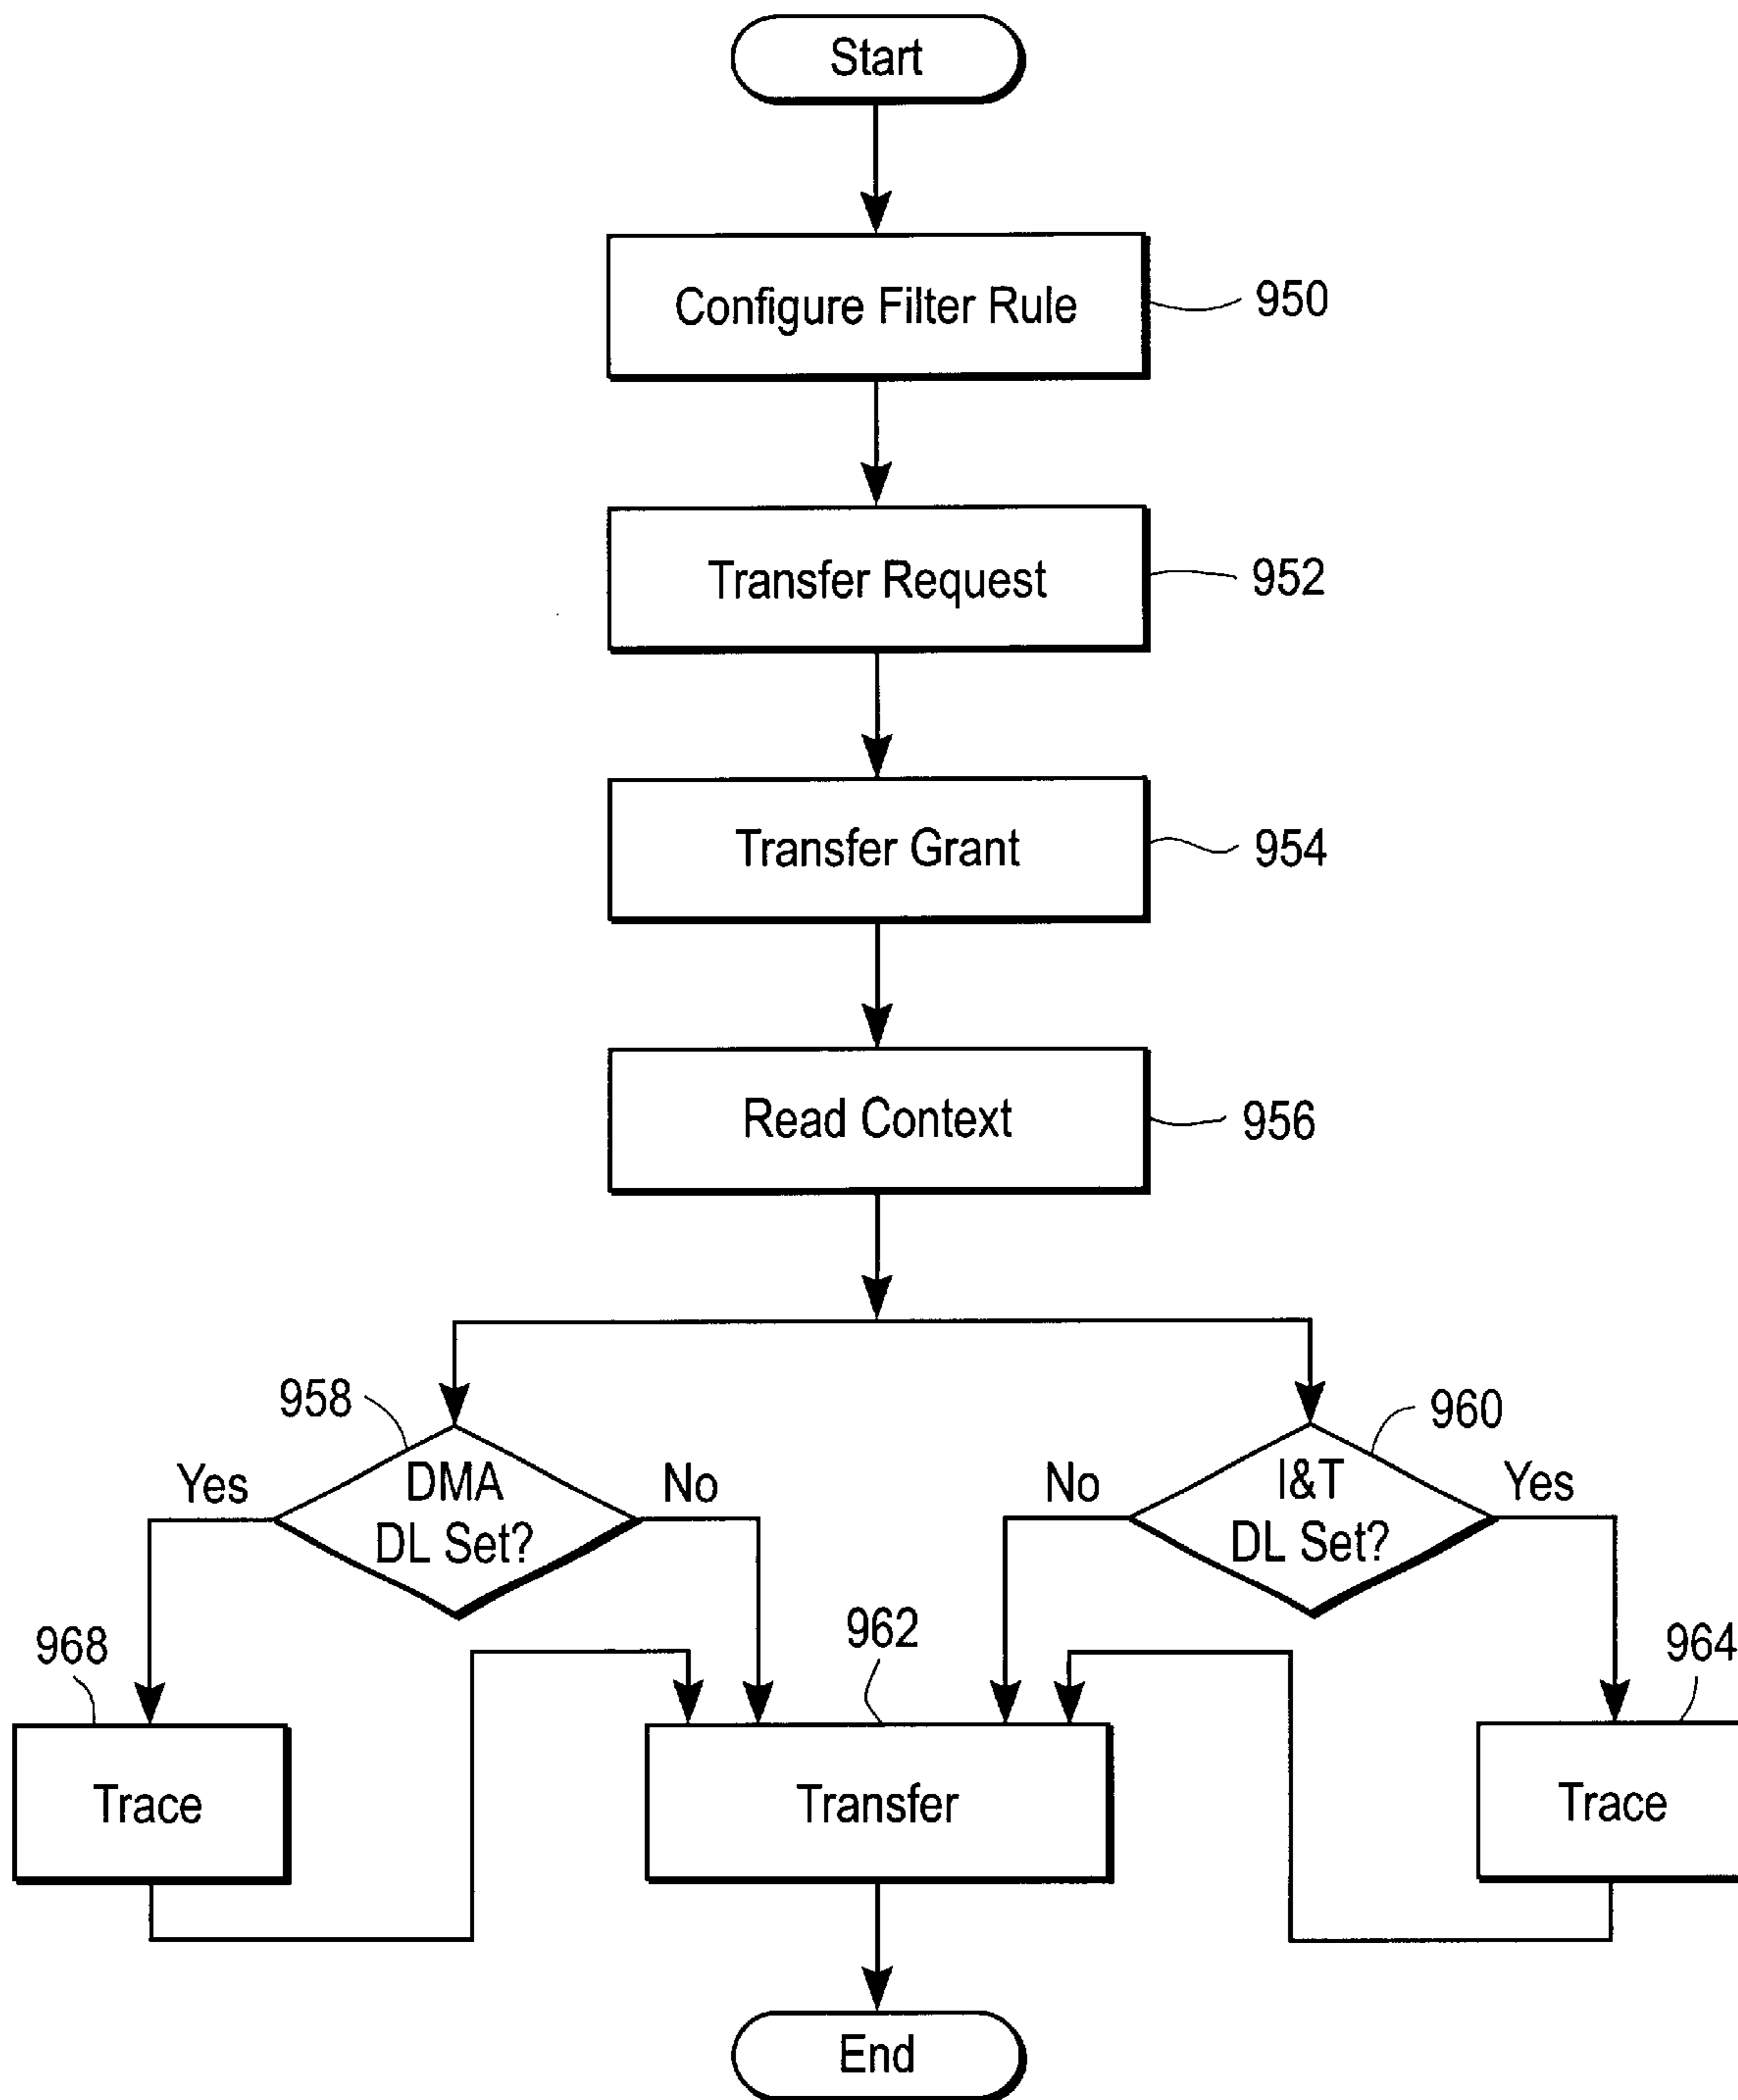 Start
Configure Filter Rule
950
Transfer Request
952
Transfer Grant
954
Read Context
956
958
960
Yes
DMA
DL Set?
No
No
I&T
DL Set?
Yes
968
962
964
Trace
Transfer
Trace
End